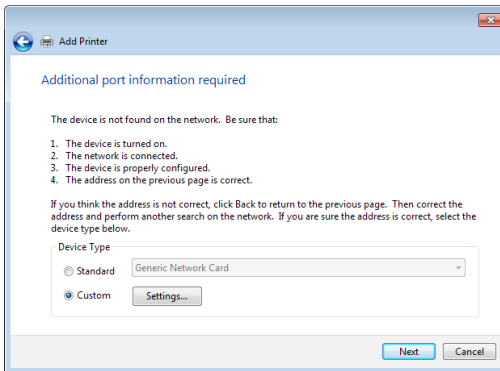 Add Printer
Additional port information required
The device is not found on the network. Be sure that:
1. The device is turned on.
2. The network is connected.
3. The device is properly configured.
4. The address on the previous page is correct.
If you think the address is not correct, click Back to return to the previous page. Then correct the
address and perform another search on the network. If you are sure the address is correct, select the
device type below.
Device Type
Standard Generic Network Card
Custom Settings...
Next Cancel